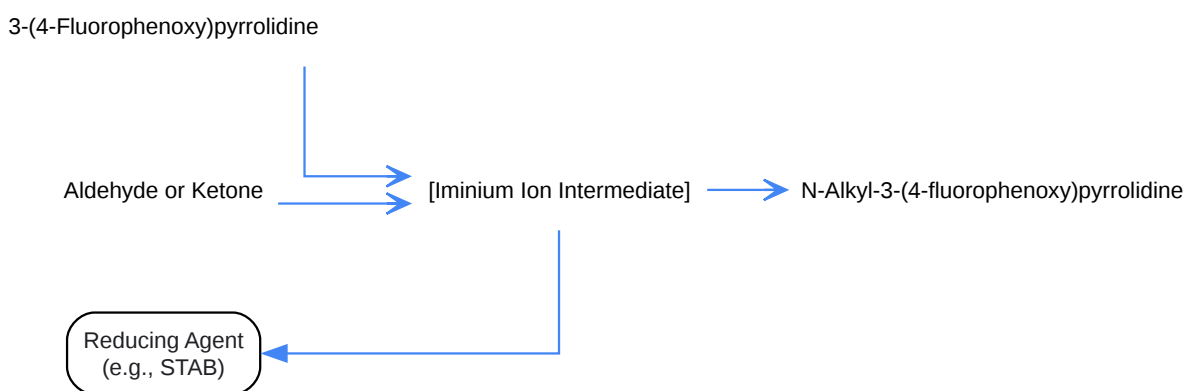 3-(4-Fluorophenoxy)pyrrolidine
Aldehyde or Ketone
[Iminium Ion Intermediate]
N-Alkyl-3-(4-fluorophenoxy)pyrrolidine
Reducing Agent
(e.g., STAB)